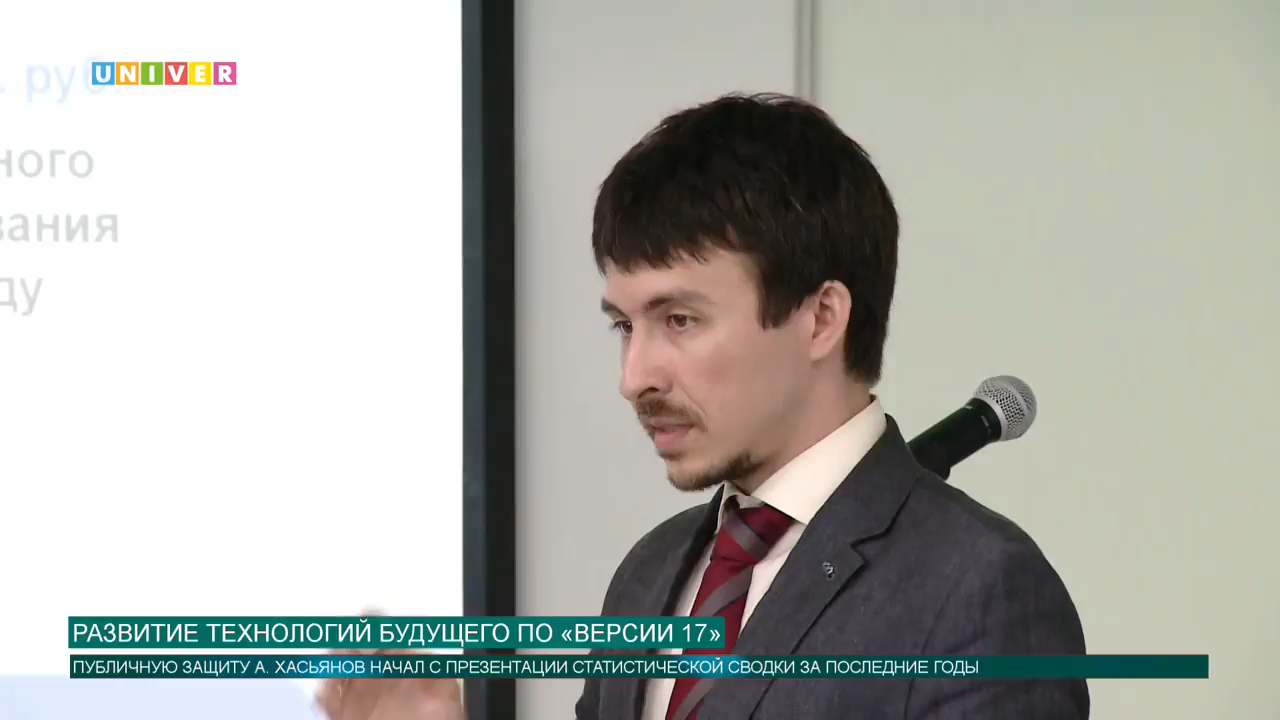 UNIVER
. руб.
ного
вания
ду
РАЗВИТИЕ ТЕХНОЛОГИЙ БУДУЩЕГО ПО «ВЕРСИИ 17»
ПУБЛИЧНУЮ ЗАЩИТУ А. ХАСЬЯНОВ НАЧАЛ С ПРЕЗЕНТАЦИИ СТАТИСТИЧЕСКОЙ СВОДКИ ЗА ПОСЛЕДНИЕ ГОДЫ